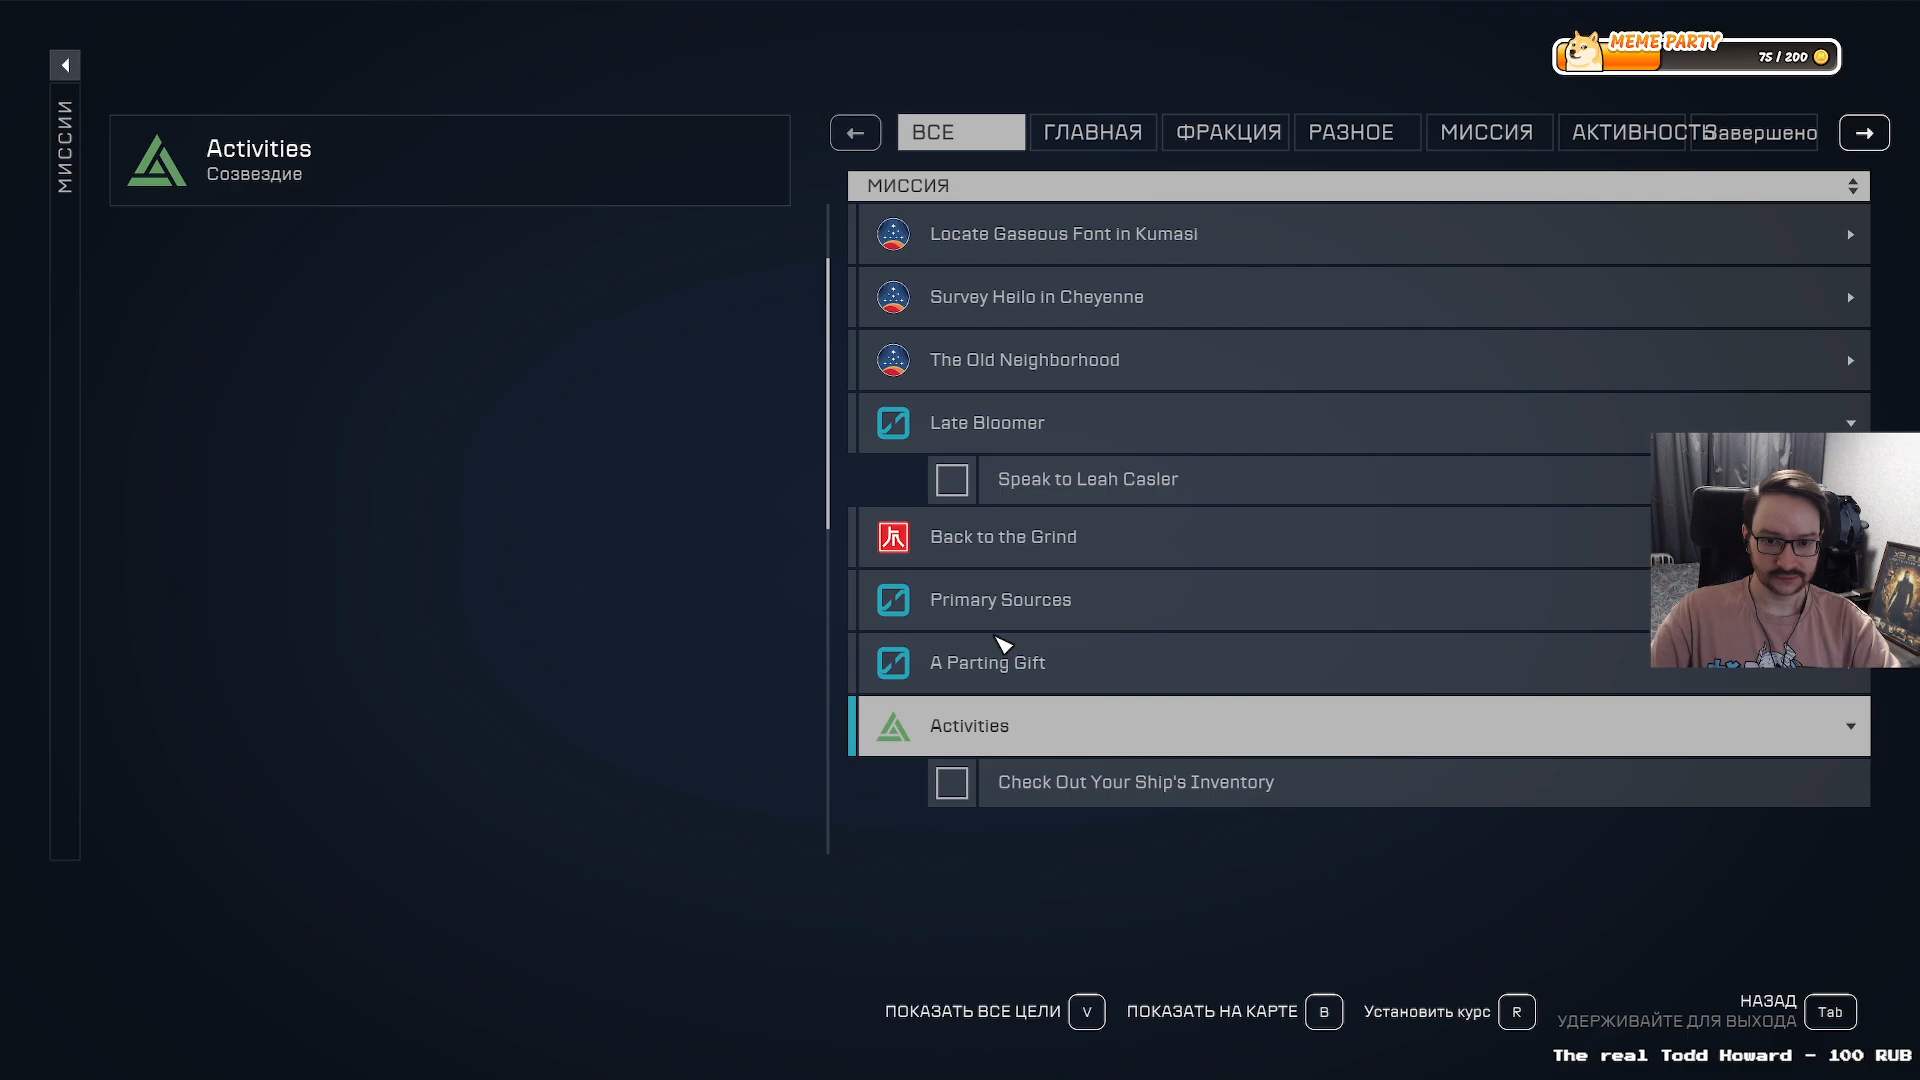 MEME PARTY
75 / 200
МИССИИ
Activities
Созвездие
ВСЕ
ГЛАВНАЯ
ФРАКЦИЯ
РАЗНОЕ
МИССИЯ
АКТИВНОСТЬ
Завершено
МИССИЯ
Locate Gaseous Font in Kumasi
Survey Heilo in Cheyenne
The Old Neighborhood
Late Bloomer
Speak to Leah Casler
Back to the Grind
Primary Sources
A Parting Gift
Activities
Check Out Your Ship's Inventory
ПОКАЗАТЬ ВСЕ ЦЕЛИ V
ПОКАЗАТЬ НА КАРТЕ B
Установить курс R
НАЗАД
УДЕРЖИВАЙТЕ ДЛЯ ВЫХОДА
Tab
The real Todd Howard - 100 RUB